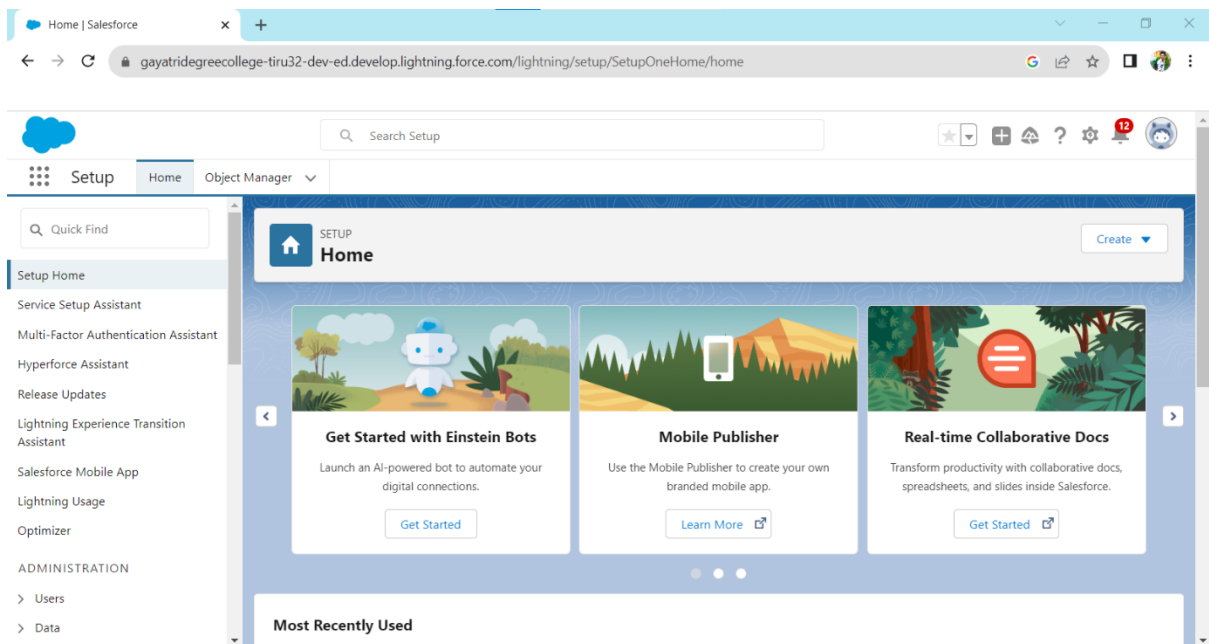 Home | Salesforce
gayatridegreecollege-tiru32-dev-ed.develop.lightning.force.com/lightning/setup/SetupOneHome/home
G
Search Setup
12
Setup
Home
Object Manager
Quick Find
Setup Home
Service Setup Assistant
Multi-Factor Authentication Assistant
Hyperforce Assistant
Release Updates
Lightning Experience Transition
Assistant
Salesforce Mobile App
Lightning Usage
Optimizer
ADMINISTRATION
Users
Data
SETUP
Home
Create
Get Started with Einstein Bots
Launch an AI-powered bot to automate your
digital connections.
Get Started
Mobile Publisher
Use the Mobile Publisher to create your own
branded mobile app.
Learn More
Real-time Collaborative Docs
Transform productivity with collaborative docs,
spreadsheets, and slides inside Salesforce.
Get Started
Most Recently Used